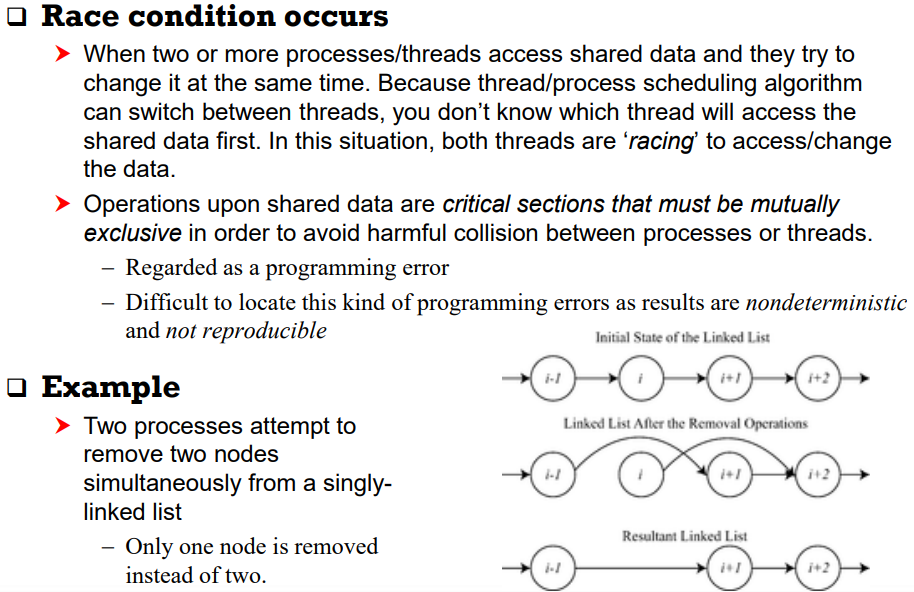 ❑ Race condition occurs
➤ When two or more processes/threads access shared data and they try to
change it at the same time. Because thread/process scheduling algorithm
can switch between threads, you don’t know which thread will access the
shared data first. In this situation, both threads are ‘racing’ to access/change
the data.
➤ Operations upon shared data are critical sections that must be mutually
exclusive in order to avoid harmful collision between processes or threads.
– Regarded as a programming error
– Difficult to locate this kind of programming errors as results are nondeterministic
and not reproducible
Initial State of the Linked List
i-1 i i+1 i+2
❑ Example
➤ Two processes attempt to
remove two nodes
simultaneously from a singly-
linked list
– Only one node is removed
instead of two.
Linked List After the Removal Operations
i-1 i i+1 i+2
Resultant Linked List
i-1 i+1 i+2